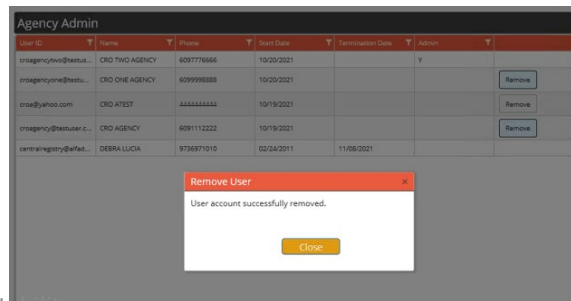 Agency Admin
User ID Name Phone Start Date Termination Date Admin
croagencytwo@testus... CRO TWO AGENCY 6097776666 10/20/2021 Y
croagencyone@testu... CRO ONE AGENCY 6099998888 10/20/2021 Remove
croa@yahoo.com CRO ATEST 4444444444 10/19/2021 Remove
croagency@testuser.c... CRO AGENCY 6091112222 10/19/2021 Remove
centralregistry@alfad... DEBRA LUCIA 9736971010 02/24/2011 11/08/2021
Remove User ×
User account successfully removed.
Close